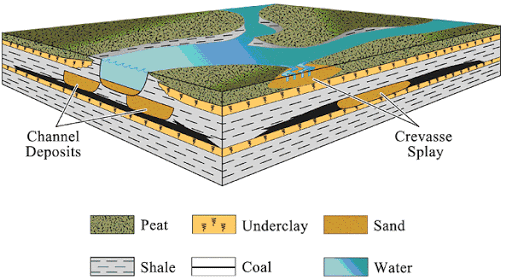 Channel
Deposits
Crevasse
Splay
Peat
Underclay
Sand
Shale
Coal
Water